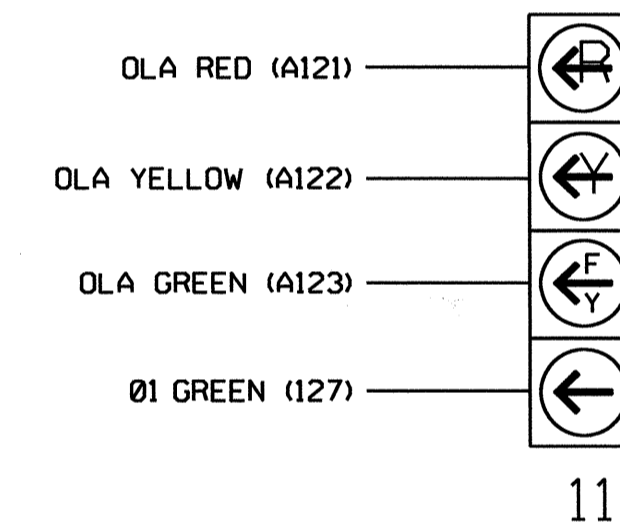 OLA RED (A121)
R
OLA YELLOW (A122)
Y
OLA GREEN (A123)
F
Y
Ø1 GREEN (127)
11